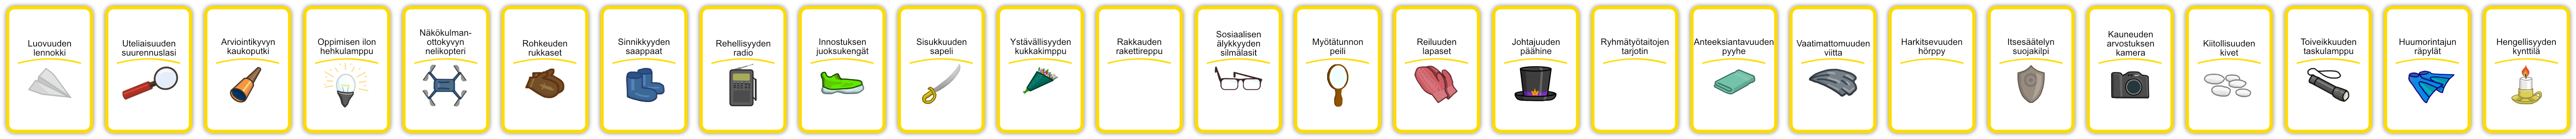 Luovuuden
lennokki
Uteliaisuuden
suurennuslasi
Arviointikyvyn
kaukoputki
Oppimisen ilon
hehkulamppu
Näkökulman-
ottokyvyn
nelikopteri
Rohkeuden
rukkaset
Sinnikkyyden
saappaat
Rehellisyyden
radio
Innostuksen
juoksukengät
Sisukkuuden
sapeli
Ystävällisyyden
kukkakimppu
Rakkauden
rakettireppu
Sosiaalisen
älykkyyden
silmälasit
Myötätunnon
peili
Reiluuden
lapaset
Johtajuuden
päähine
Ryhmätyötaitojen
tarjotin
Anteeksiantavuuden
pyyhe
Vaatimattomuuden
viitta
Harkitsevuuden
hörppy
Itsesäätelyn
suojakilpi
Kauneuden
arvostuksen
kamera
Kiitollisuuden
kivet
Toiveikkuuden
taskulamppu
Huumorintajun
räpylät
Hengellisyyden
kynttilä